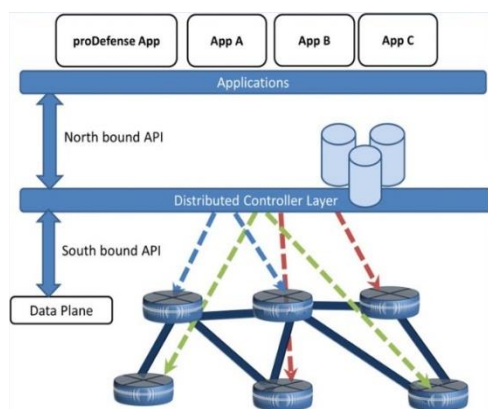 proDefense App
App A
App B
App C
Applications
North bound API
Distributed Controller Layer
South bound API
Data Plane